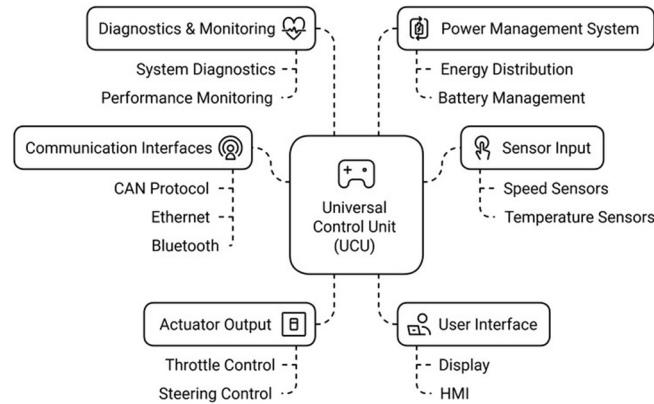 Diagnostics & Monitoring
System Diagnostics
Performance Monitoring
Power Management System
Energy Distribution
Battery Management
Communication Interfaces
CAN Protocol
Ethernet
Bluetooth
Universal
Control Unit
(UCU)
Sensor Input
Speed Sensors
Temperature Sensors
Actuator Output
Throttle Control
Steering Control
User Interface
Display
HMI